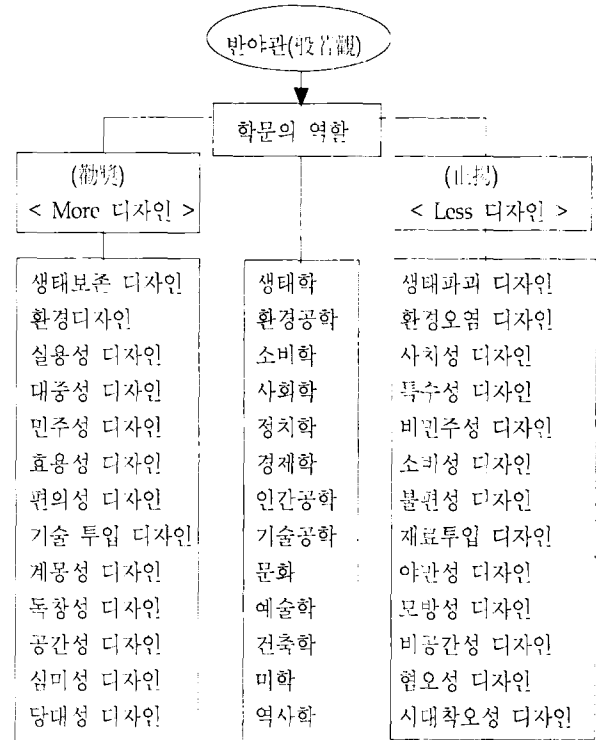 반야관(般若觀)
학문의 역할
(勸奬)
< More 디자인 >
(止揚)
< Less 디자인 >
생태보존 디자인
환경디자인
실용성 디자인
대중성 디자인
민주성 디자인
효용성 디자인
편의성 디자인
기술 투입 디자인
계몽성 디자인
독창성 디자인
공간성 디자인
심미성 디자인
당대성 디자인
생태학
환경공학
소비학
사회학
정치학
경제학
인간공학
기술공학
문화
예술학
건축학
미학
역사학
생태파괴 디자인
환경오염 디자인
사치성 디자인
특수성 디자인
비민주성 디자인
소비성 디자인
불편성 디자인
재료투입 디자인
야만성 디자인
모방성 디자인
비공간성 디자인
혐오성 디자인
시대착오성 디자인